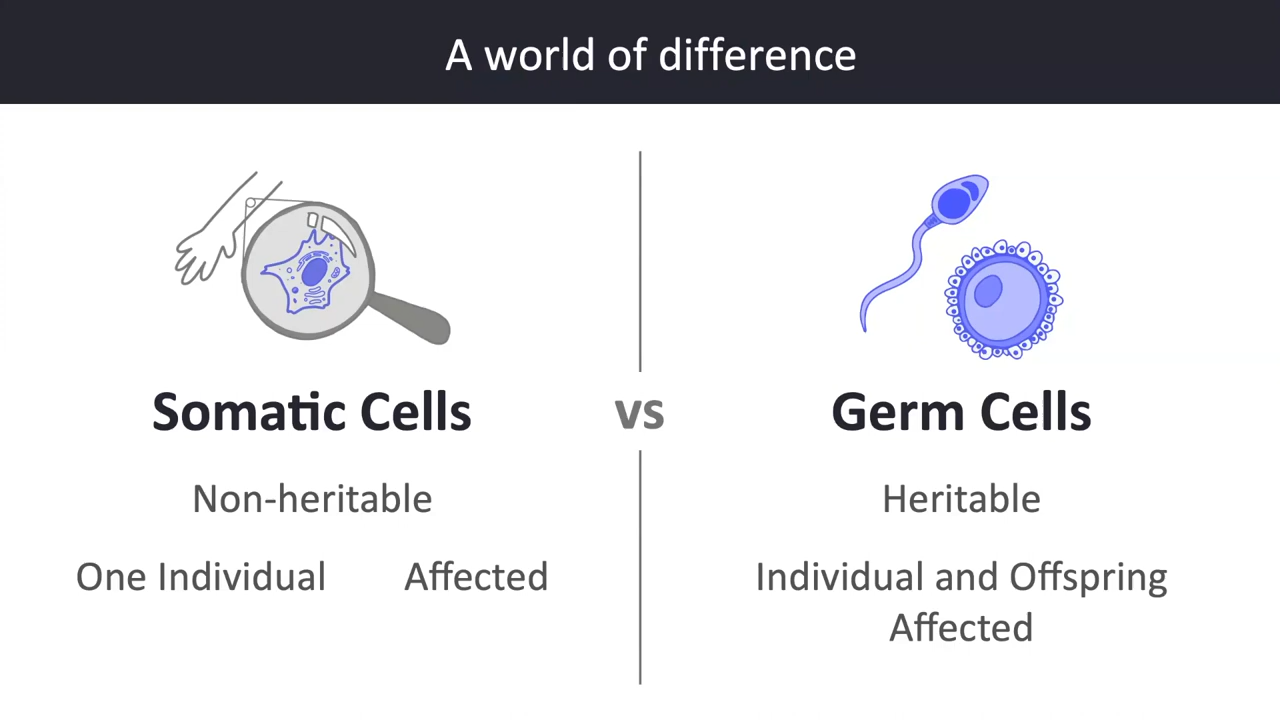 A world of difference
Somatic Cells
Non-heritable
One Individual Affected
vs
Germ Cells
Heritable
Individual and Offspring
Affected